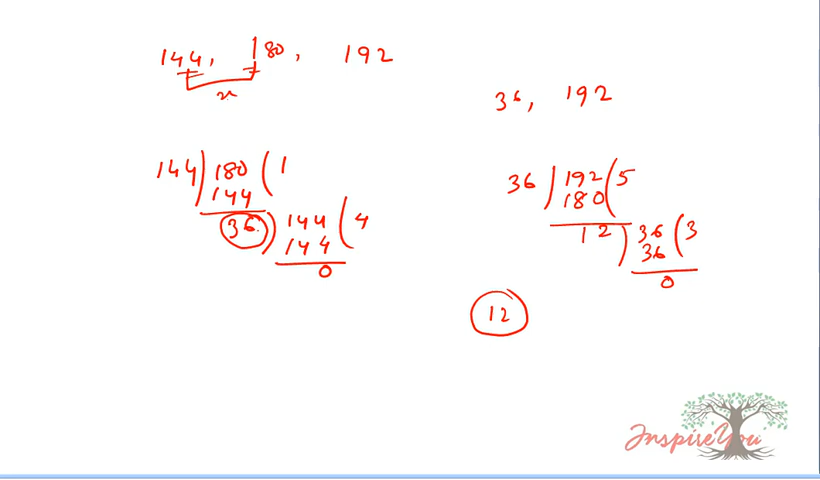 144, 180, 192
x
144) 180 (1
144
36) 144 (4
144
0
36, 192
36) 192 (5
180
12) 36 (3
36
0
12
InspireYou